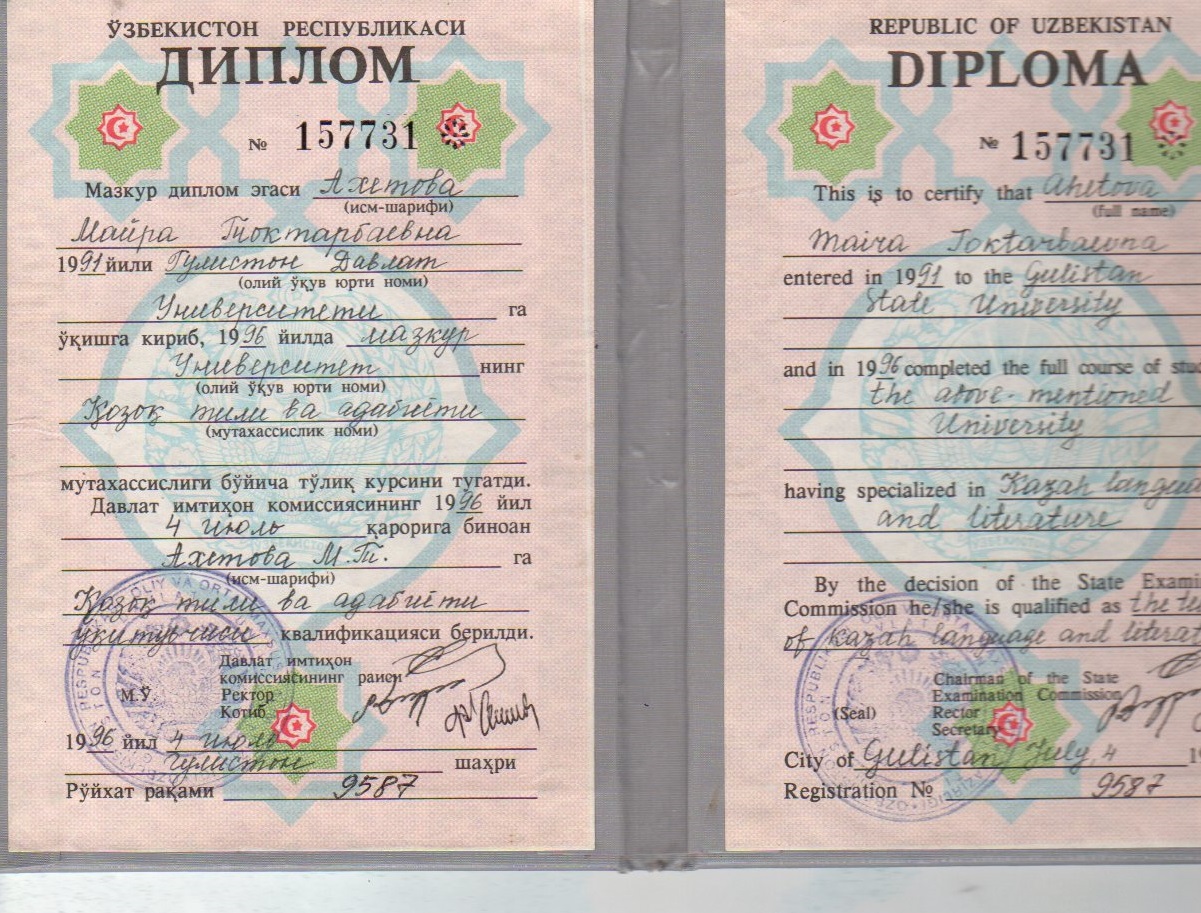 ЎЗБЕКИСТОН РЕСПУБЛИКАСИ
ДИПЛОМ
№ 157731
Мазкур диплом эгаси Ахетова
(исм-шарифи)
Майра Токтарбаевна
1991 йили Гулистон Давлат
(олий ўқув юрти номи)
Университети га
ўқишга кириб, 1996 йилда мазкур
Университет нинг
(олий ўқув юрти номи)
Қозоқ тили ва адабиёти
(мутахассислик номи)
мутахассислиги бўйича тўлиқ курсини тугатди.
Давлат имтиҳон комиссиясининг 1996 йил
4 июль қарорига биноан
Ахетова М.Т. га
(исм-шарифи)
Қозоқ тили ва адабиёти
ўқитувчиси квалификацияси берилди.
Давлат имтиҳон
комиссиясининг раиси
М.Ў. Ректор
Котиб
1996 йил 4 июль
Гулистон шаҳри
Рўйхат рақами 9587
REPUBLIC OF UZBEKISTAN
DIPLOMA
№ 157731
This is to certify that Ahetova
(full name)
Maira Toktarbaevna
entered in 1991 to the Gulistan
State University
and in 1996 completed the full course of
the above-mentioned
University
having specialized in Kazah
and literature
By the decision of the State
Commission he/she is qualified as the
of kazah language and
Chairman of the State
Examination Commission
(Seal) Rector
Secretary
City of Gulistan July, 4
Registration № 9587